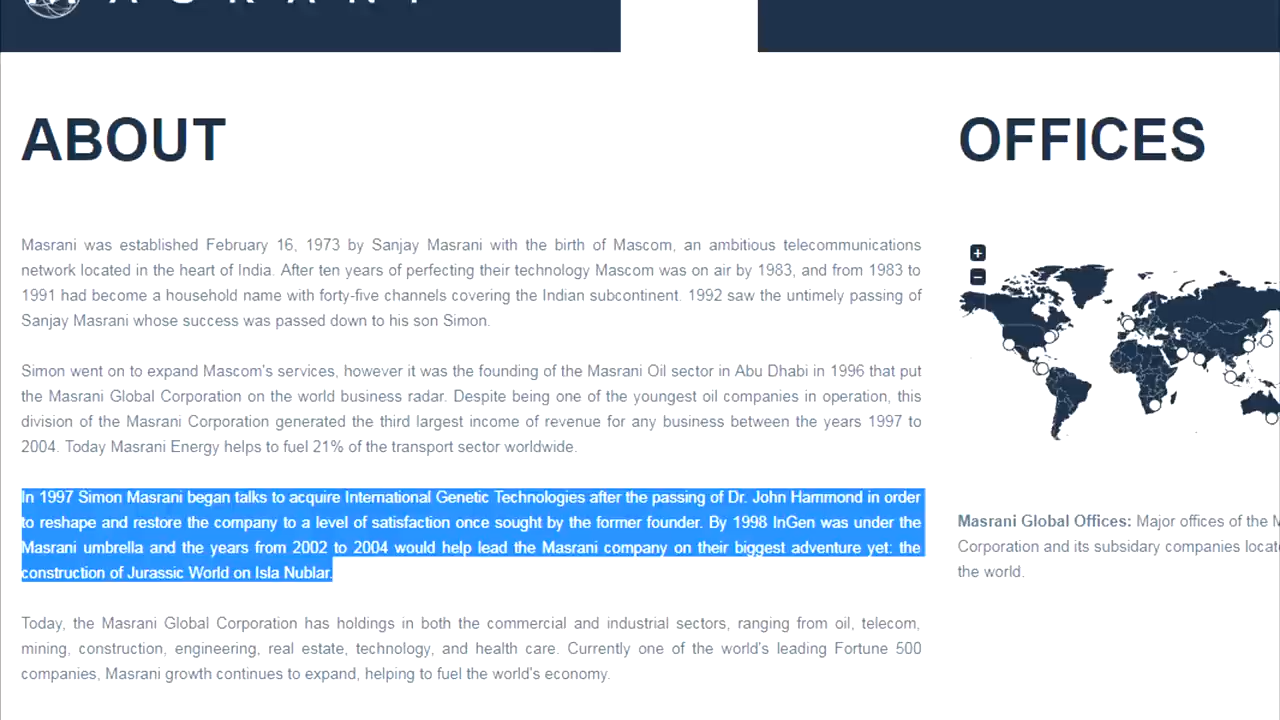 ABOUT
Masrani was established February 16, 1973 by Sanjay Masrani with the birth of Mascom, an ambitious telecommunications
network located in the heart of India. After ten years of perfecting their technology Mascom was on air by 1983, and from 1983 to
1991 had become a household name with forty-five channels covering the Indian subcontinent. 1992 saw the untimely passing of
Sanjay Masrani whose success was passed down to his son Simon.
Simon went on to expand Mascom's services, however it was the founding of the Masrani Oil sector in Abu Dhabi in 1996 that put
the Masrani Global Corporation on the world business radar. Despite being one of the youngest oil companies in operation, this
division of the Masrani Corporation generated the third largest income of revenue for any business between the years 1997 to
2004. Today Masrani Energy helps to fuel 21% of the transport sector worldwide.
In 1997 Simon Masrani began talks to acquire International Genetic Technologies after the passing of Dr. John Hammond in order
to reshape and restore the company to a level of satisfaction once sought by the former founder. By 1998 InGen was under the
Masrani umbrella and the years from 2002 to 2004 would help lead the Masrani company on their biggest adventure yet: the
construction of Jurassic World on Isla Nublar.
Today, the Masrani Global Corporation has holdings in both the commercial and industrial sectors, ranging from oil, telecom,
mining, construction, engineering, real estate, technology, and health care. Currently one of the world's leading Fortune 500
companies, Masrani growth continues to expand, helping to fuel the world's economy.
OFFICES
+
−
Masrani Global Offices: Major offices of the
Corporation and its subsidary companies
the world.